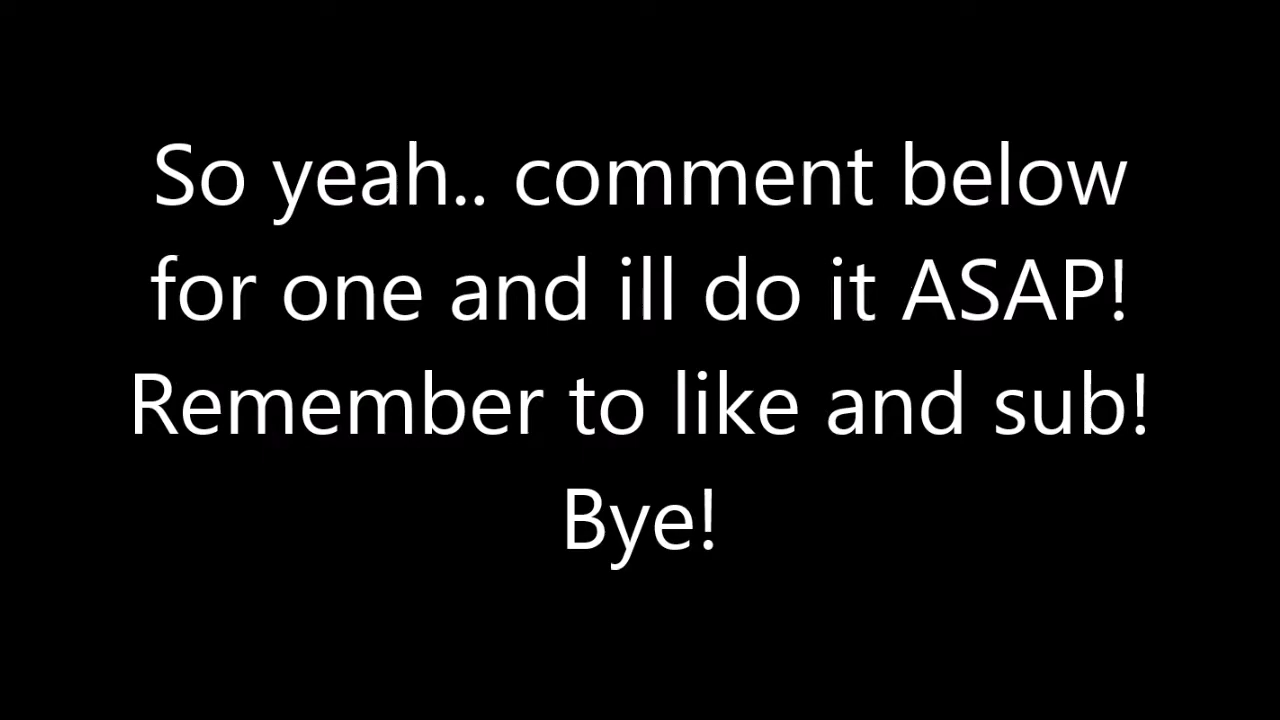 So yeah.. comment below
for one and ill do it ASAP!
Remember to like and sub!
Bye!